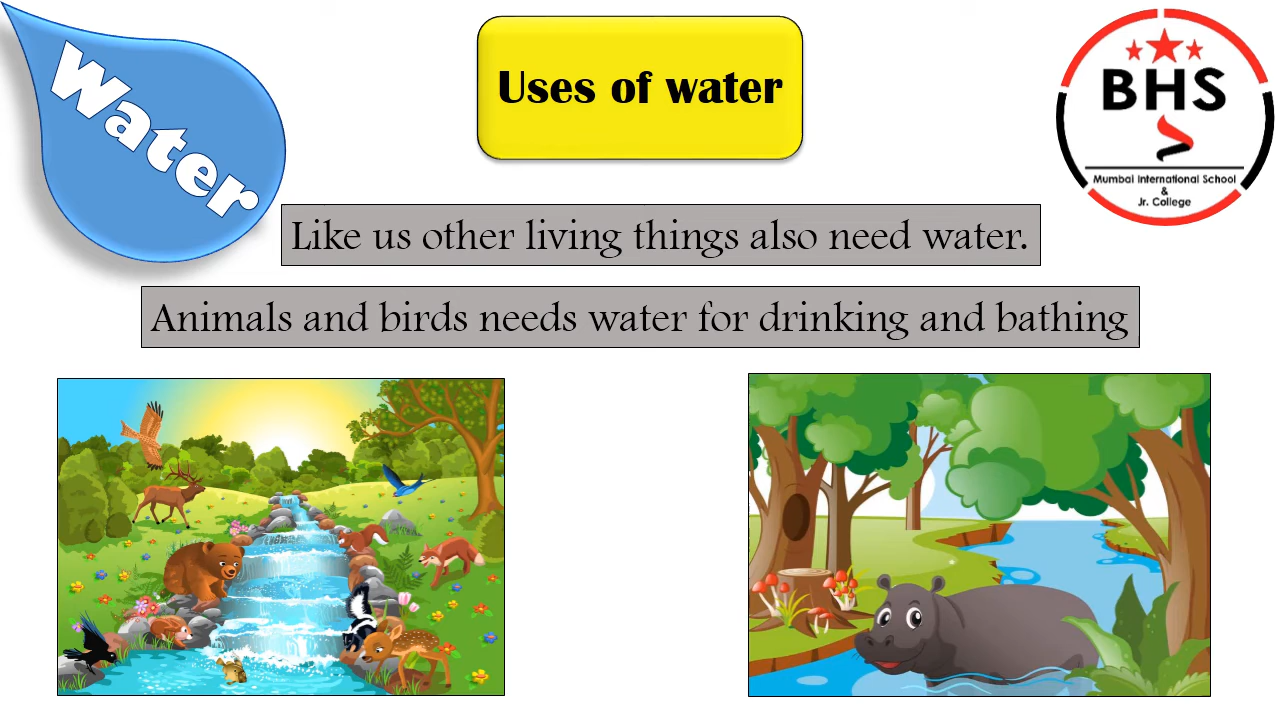 Water
Uses of water
BHS
Mumbai International School
&
Jr. College
Like us other living things also need water.
Animals and birds needs water for drinking and bathing